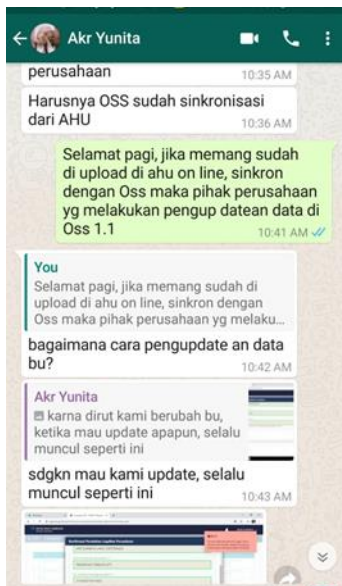 Akr Yunita
perusahaan
10:35 AM
Harusnya OSS sudah sinkronisasi
dari AHU
10:36 AM
Selamat pagi, jika memang sudah
di upload di ahu on line, sinkron
dengan Oss maka pihak perusahaan
yg melakukan pengup datean data di
Oss 1.1
10:41 AM
You
Selamat pagi, jika memang sudah di
upload di ahu on line, sinkron dengan
Oss maka pihak perusahaan yg melaku...
bagaimana cara pengupdate an data
bu?
10:42 AM
Akr Yunita
karna dirut kami berubah bu,
ketika mau update apapun, selalu
muncul seperti ini
sdgkn mau kami update, selalu
muncul seperti ini
10:43 AM